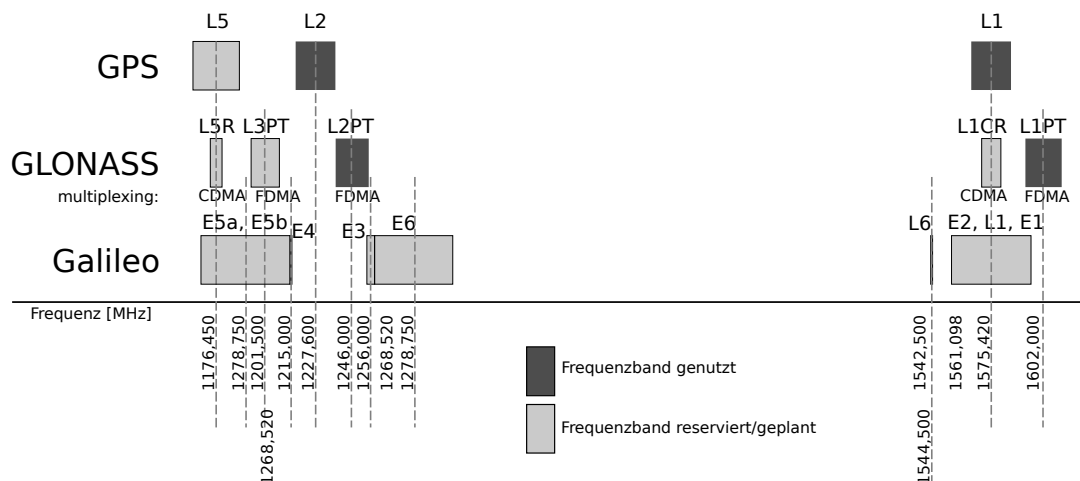 L5 L2 L1
GPS
L5R L3PT L2PT L1CR L1PT
GLONASS
multiplexing: CDMA FDMA FDMA CDMA FDMA
E5a, E5b E4 E3 E6 L6 E2, L1, E1
Galileo
Frequenz [MHz]
1176,450
1278,750
1201,500
1215,000
1227,600
1246,000
1256,000
1268,520
1278,750
1542,500
1561,098
1575,420
1602,000
Frequenzband genutzt
Frequenzband reserviert/geplant
1268,520
1544,500